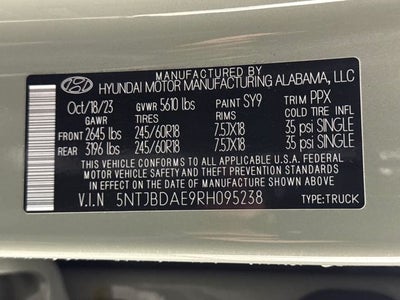 MANUFACTURED BY
HYUNDAI MOTOR MANUFACTURING ALABAMA, LLC
Oct/18/23 GVWR 5610 lbs PAINT SY9 TRIM PPX
GAWR TIRES RIMS COLD TIRE INFL
FRONT 2645 lbs 245/60R18 7.5JX18 35 psi SINGLE
REAR 3196 lbs 245/60R18 7.5JX18 35 psi SINGLE
THIS VEHICLE CONFORMS TO ALL APPLICABLE U.S.A FEDERAL
MOTOR VEHICLE SAFETY AND THEFT PREVENTION STANDARDS
IN EFFECT ON THE DATE OF MANUFACTURE SHOWN ABOVE
V.I.N 5NTJBDAE9RH095238 TYPE:TRUCK